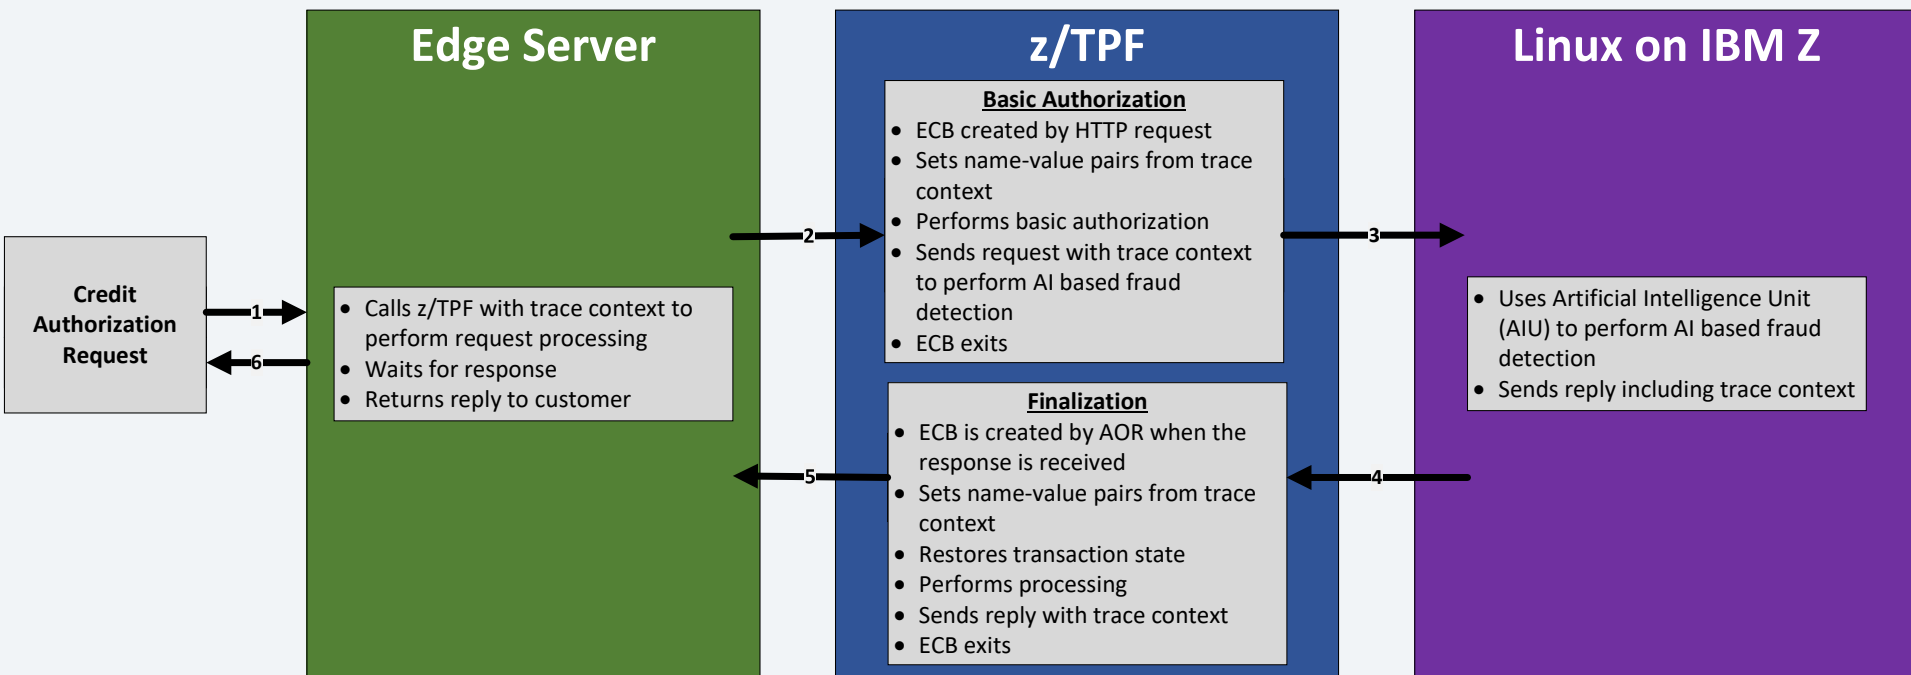 Edge Server
z/TPF
Linux on IBM Z
Credit
Authorization
Request
1
6
• Calls z/TPF with trace context to
perform request processing
• Waits for response
• Returns reply to customer
2
5
Basic Authorization
• ECB created by HTTP request
• Sets name-value pairs from trace
context
• Performs basic authorization
• Sends request with trace context
to perform AI based fraud
detection
• ECB exits
Finalization
• ECB is created by AOR when the
response is received
• Sets name-value pairs from trace
context
• Restores transaction state
• Performs processing
• Sends reply with trace context
• ECB exits
3
4
• Uses Artificial Intelligence Unit
(AIU) to perform AI based fraud
detection
• Sends reply including trace context